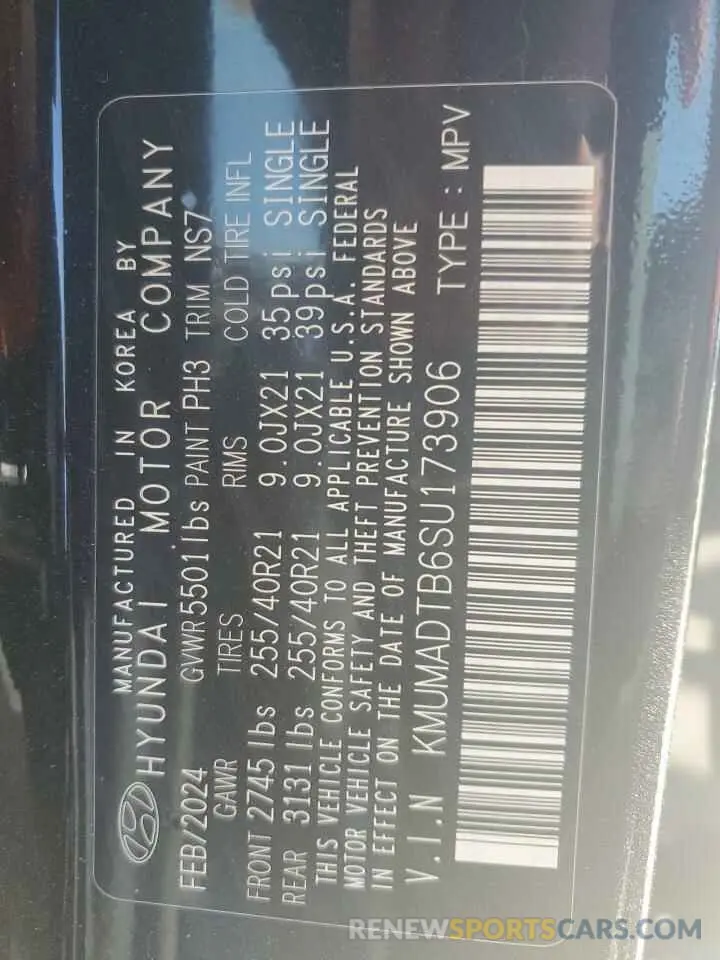 MANUFACTURED IN KOREA BY
HYUNDAI MOTOR COMPANY
FEB/2024 GVWR 5501 lbs PAINT PH3 TRIM NS7
GAWR TIRES RIMS COLD TIRE INFL
FRONT 2745 lbs 255/40R21 9.0JX21 35psi SINGLE
REAR 3131 lbs 255/40R21 9.0JX21 39psi SINGLE
THIS VEHICLE CONFORMS TO ALL APPLICABLE U.S.A. FEDERAL
MOTOR VEHICLE SAFETY AND THEFT PREVENTION STANDARDS
IN EFFECT ON THE DATE OF MANUFACTURE SHOWN ABOVE
V.I.N KMUMADTB6SU173906 TYPE : MPV
RENEWSPORTSCARS.COM